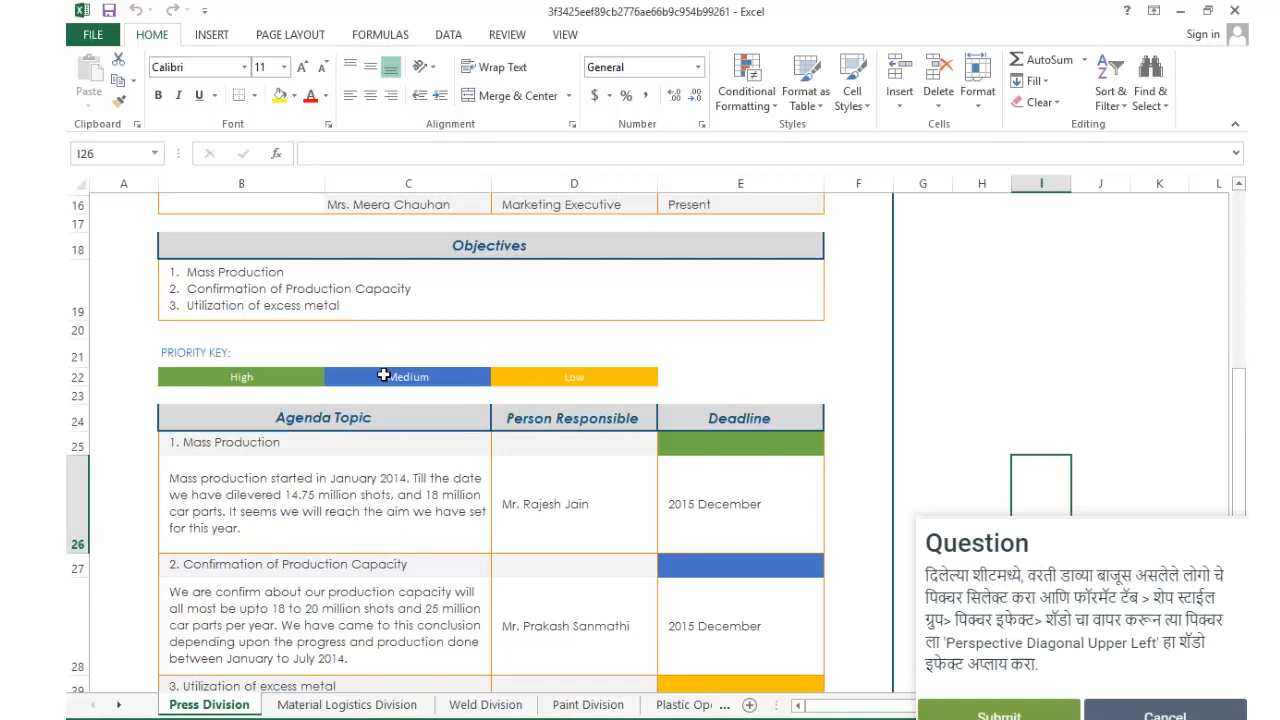 3f3425eef89cb2776ae66b9c954b99261 - Excel
FILE HOME INSERT PAGE LAYOUT FORMULAS DATA REVIEW VIEW Sign in
Calibri 11 Wrap Text General AutoSum
Paste Merge & Center Conditional Formatting Format as Table Cell Styles Insert Delete Format Fill Clear Sort & Filter Find & Select
Clipboard Font Alignment Number Styles Cells Editing
I26
A B C D E F G H I J K L
16 Mrs. Meera Chauhan Marketing Executive Present
17
18 Objectives
1. Mass Production
2. Confirmation of Production Capacity
19 3. Utilization of excess metal
20
21 PRIORITY KEY:
22 High Medium Low
23
24 Agenda Topic Person Responsible Deadline
25 1. Mass Production
Mass production started in January 2014. Till the date
we have dilevered 14.75 million shots, and 18 million
car parts. It seems we will reach the aim we have set
for this year.
Mr. Rajesh Jain 2015 December
26
27 2. Confirmation of Production Capacity
We are confirm about our production capacity will
all most be upto 18 to 20 million shots and 25 million
car parts per year. We have came to this conclusion
depending upon the progress and production done
between January to July 2014.
Mr. Prakash Sanmathi 2015 December
28
29 3. Utilization of excess metal
Press Division Material Logistics Division Weld Division Paint Division Plastic Ope ...
Question
दिलेल्या शीटमध्ये, वरती डाव्या बाजूस असलेले लोगो चे
पिक्चर सिलेक्ट करा आणि फॉरमॅट टॅब > शेप स्टाईल
ग्रुप> पिक्चर इफेक्ट> शॅडो चा वापर करून त्या पिक्चर
ला 'Perspective Diagonal Upper Left' हा शॅडो
इफेक्ट अप्लाय करा.
Submit Cancel